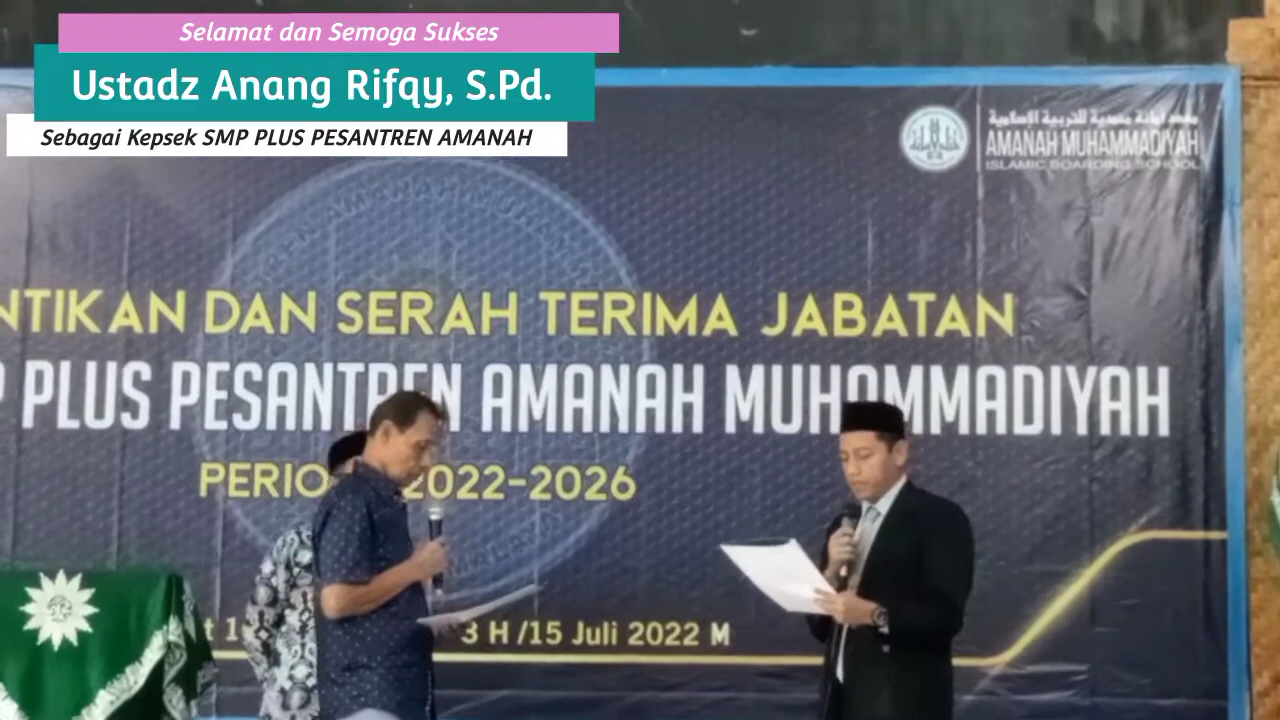 Selamat dan Semoga Sukses
Ustadz Anang Rifqy, S.Pd.
Sebagai Kepsek SMP PLUS PESANTREN AMANAH
AMANAH MUHAMMADIYAH
ISLAMIC BOARDING SCHOOL
NTIKAN DAN SERAH TERIMA JABATAN
P PLUS PESANTREN AMANAH MUHAMMADIYAH
PERIO 2022-2026
3 H /15 Juli 2022 M